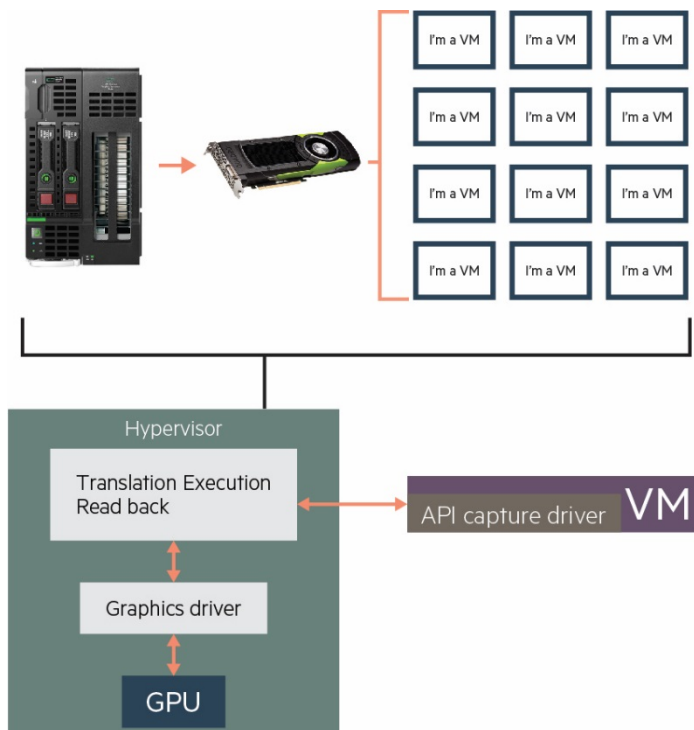 I'm a VM
I'm a VM
I'm a VM
I'm a VM
I'm a VM
I'm a VM
I'm a VM
I'm a VM
I'm a VM
I'm a VM
I'm a VM
I'm a VM
Hypervisor
Translation Execution
Read back
API capture driver
VM
Graphics driver
GPU